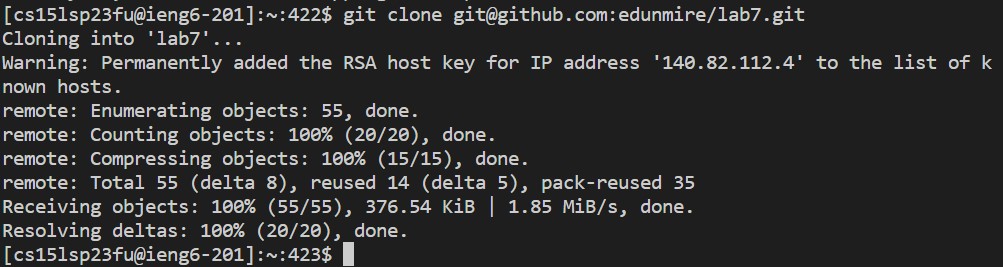 [cs15lsp23fu@ieng6-201]:~:422$ git clone git@github.com:edunmire/lab7.git
Cloning into 'lab7'...
Warning: Permanently added the RSA host key for IP address '140.82.112.4' to the list of k
nown hosts.
remote: Enumerating objects: 55, done.
remote: Counting objects: 100% (20/20), done.
remote: Compressing objects: 100% (15/15), done.
remote: Total 55 (delta 8), reused 14 (delta 5), pack-reused 35
Receiving objects: 100% (55/55), 376.54 KiB | 1.85 MiB/s, done.
Resolving deltas: 100% (20/20), done.
[cs15lsp23fu@ieng6-201]:~:423$